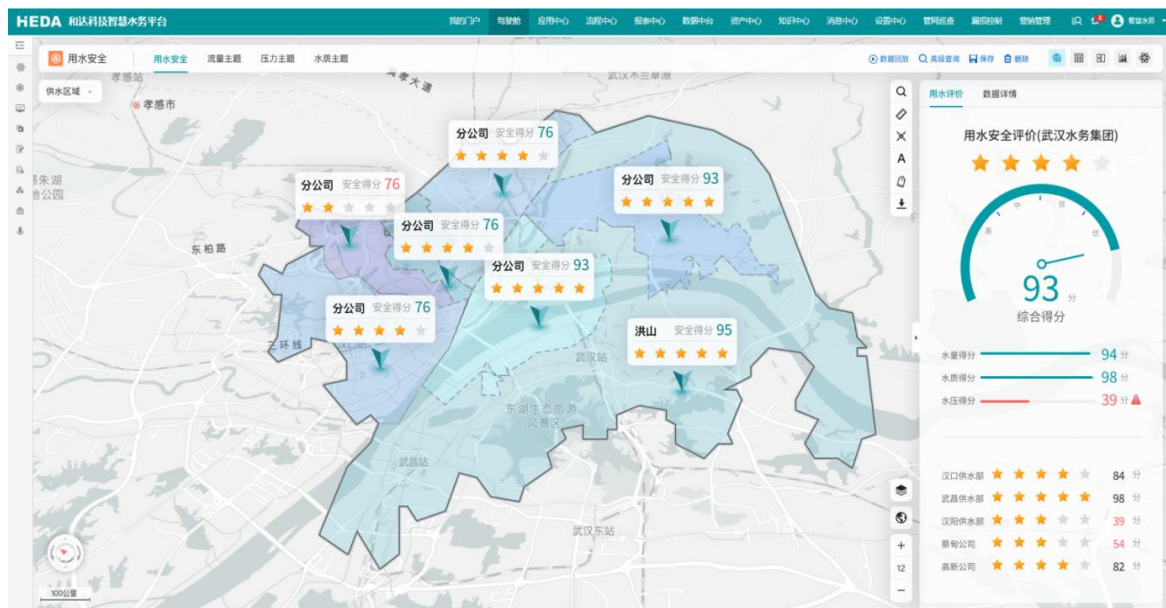 HEDA 和达科技智慧水务平台
我的门户 驾驶舱 应用中心 流程中心 报表中心 数据中台 资产中心 知识中心 消息中心 设置中心 管网巡查 漏损控制 营销管理 智慧水务
用水安全 用水安全 流量主题 压力主题 水质主题 数据回放 高级查询 保存 删除
供水区域
孝感站
孝感市
武汉木兰草原
东柏路
三环线
武汉站
东湖生态旅游
风景区
武昌站
武汉东站
100公里
分公司 安全得分 76
分公司 安全得分 93
分公司 安全得分 76
分公司 安全得分 76
分公司 安全得分 93
分公司 安全得分 76
洪山 安全得分 95
A
12
用水评价 数据详情
用水安全评价(武汉水务集团)
中 良
优
93 分
综合得分
水量得分 94 分
水质得分 98 分
水压得分 39 分
汉口供水部 84 分
武昌供水部 98 分
汉阳供水部 39 分
蔡甸公司 54 分
高新公司 82 分